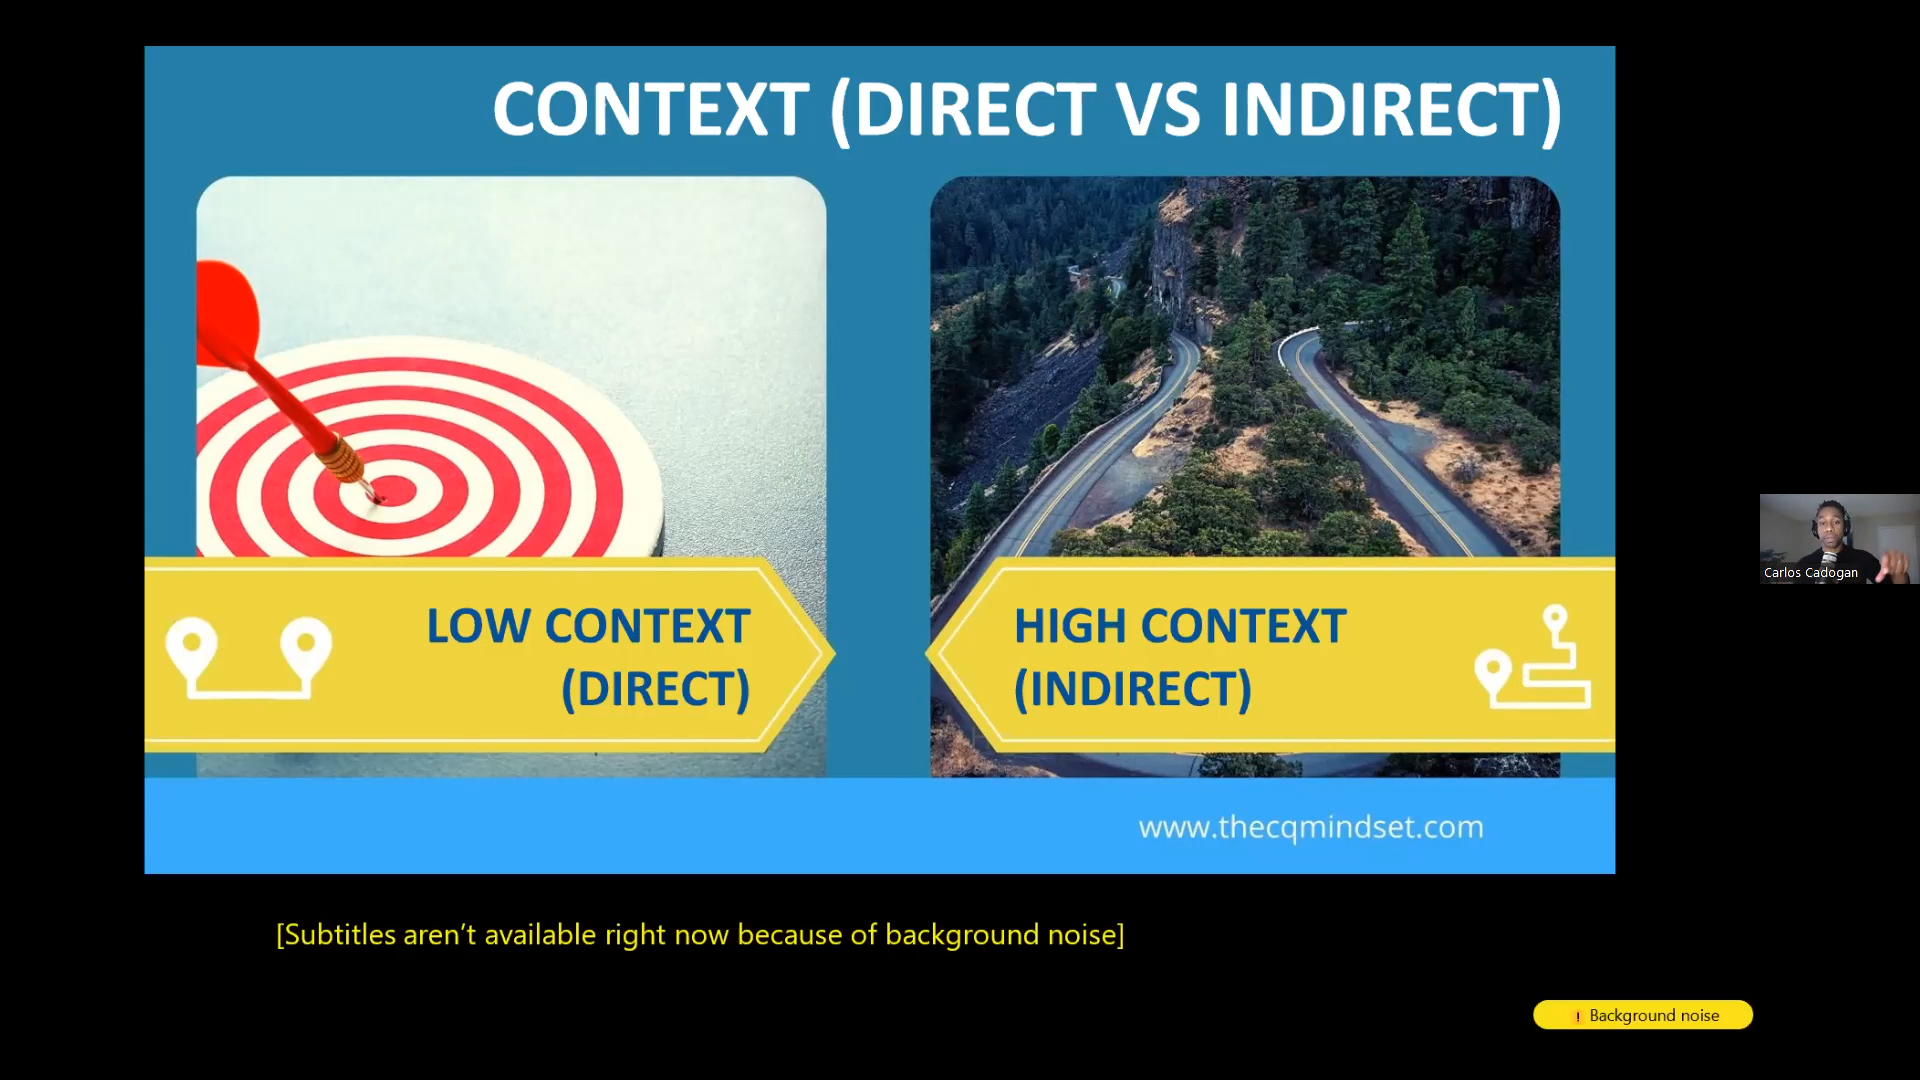 CONTEXT (DIRECT VS INDIRECT)
LOW CONTEXT
(DIRECT)
HIGH CONTEXT
(INDIRECT)
www.thecqmindset.com
Carlos Cadogan
[Subtitles aren’t available right now because of background noise]
! Background noise